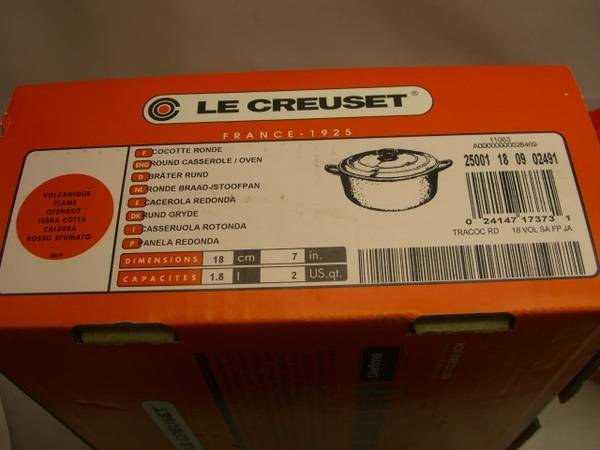 LE CREUSET®
FRANCE - 1925
F COCOTTE RONDE
ENG ROUND CASSEROLE / OVEN
D BRÄTER RUND
NL RONDE BRAAD-/STOOFPAN
E CACEROLA REDONDA
DK RUND GRYDE
I CASSERUOLA ROTONDA
P PANELA REDONDA
DIMENSIONS 18 cm 7 in.
CAPACITES 1.8 l 2 US.qt.
VOLCANIQUE
FLAME
OFENROT
TERRA COTTA
CALDERA
ROSSO SFUMATO
11063
25001 18 09 02491
0 24147 17373 1
TRACOC RD 18 VOL SA FP JA